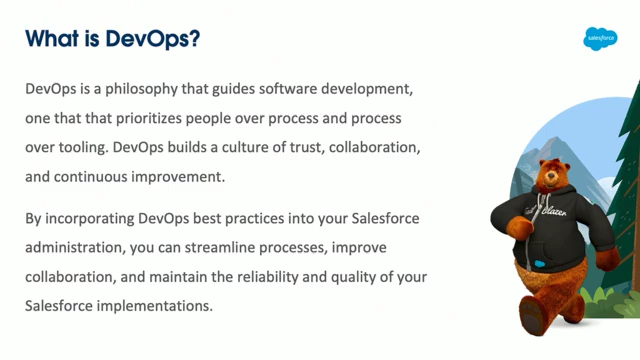 What is DevOps?
salesforce
DevOps is a philosophy that guides software development,
one that that prioritizes people over process and process
over tooling. DevOps builds a culture of trust, collaboration,
and continuous improvement.
By incorporating DevOps best practices into your Salesforce
administration, you can streamline processes, improve
collaboration, and maintain the reliability and quality of your
Salesforce implementations.
blazer